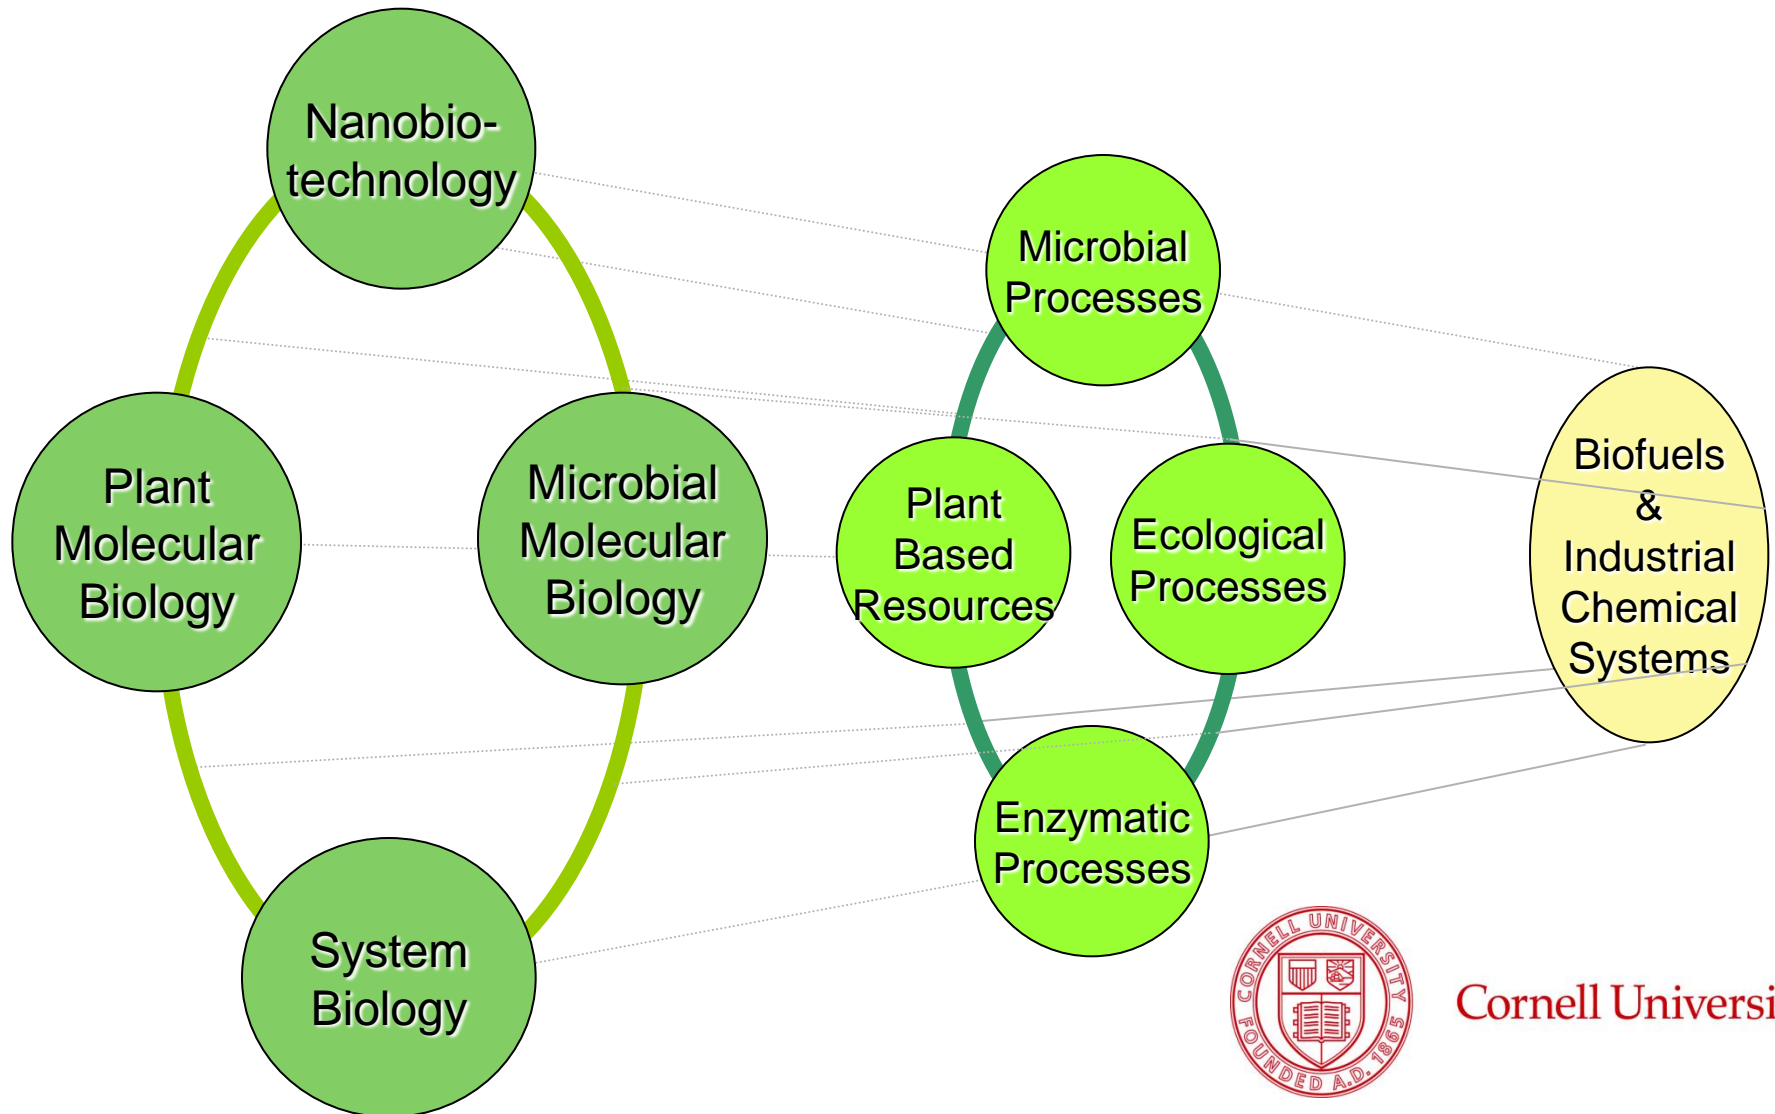 Nanobio-
technology
Plant
Molecular
Biology
Microbial
Molecular
Biology
System
Biology
Microbial
Processes
Plant
Based
Resources
Ecological
Processes
Enzymatic
Processes
Biofuels
&
Industrial
Chemical
Systems
CORNELL UNIVERSITY
FOUNDED A.D. 1865
Cornell Universi